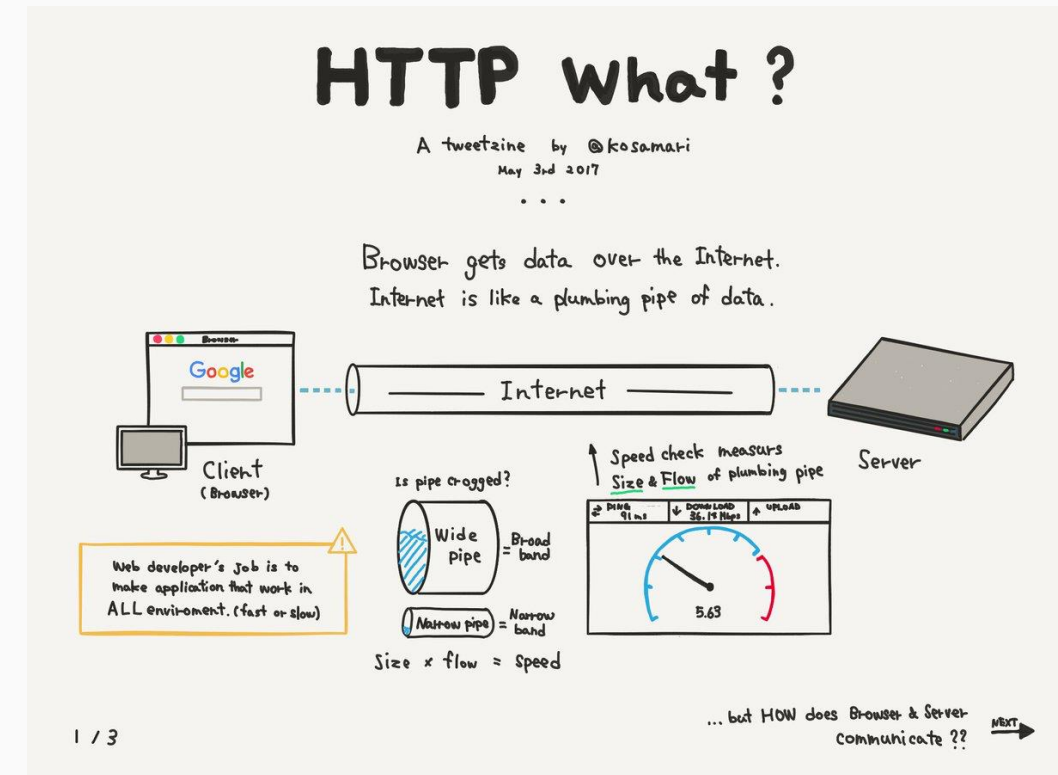 HTTP What ?
A tweetzine by @kosamari
May 3rd 2017
...
Browser gets data over the Internet.
Internet is like a plumbing pipe of data.
Browser
Google
Internet
Client
(Browser)
Server
Speed check measurs
Size & Flow of plumbing pipe
PING
91 ms
DOWNLOAD
36.18 Mbps
UPLOAD
5.63
Is pipe crogged?
Wide
pipe
= Broad
band
Narrow pipe
= Narrow
band
Size x flow = Speed
!
Web developer's job is to
make application that work in
ALL enviroment. (fast or slow)
1 / 3
... but HOW does Browser & Server
communicate ??
NEXT